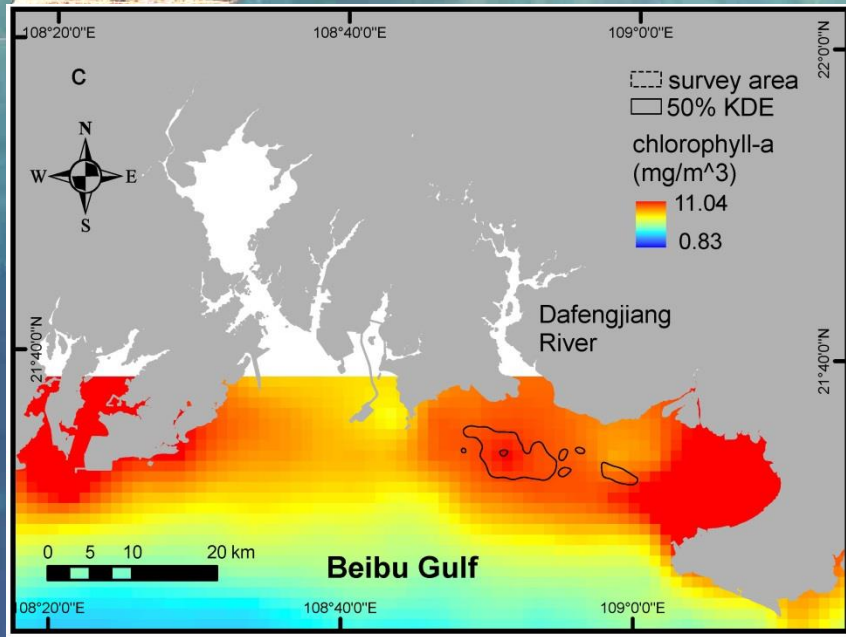 108°20'0"E 108°40'0"E 109°0'0"E
C
22°0'0"N
survey area
50% KDE
chlorophyll-a
(mg/m^3)
11.04
0.83
N
W E
S
Dafengjiang
River
21°40'0"N 21°40'0"N
0 5 10 20 km
Beibu Gulf
108°20'0"E 108°40'0"E 109°0'0"E